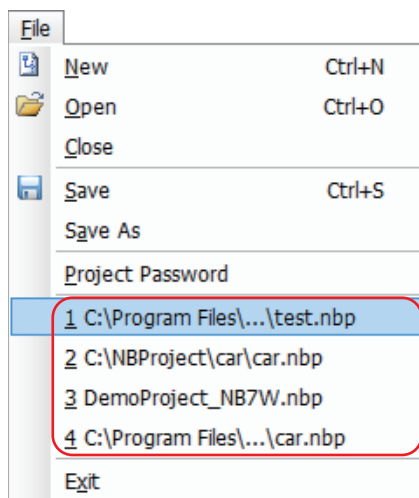 File
New Ctrl+N
Open Ctrl+O
Close
Save Ctrl+S
Save As
Project Password
1 C:\Program Files\...\test.nbp
2 C:\NBProject\car\car.nbp
3 DemoProject_NB7W.nbp
4 C:\Program Files\...\car.nbp
Exit